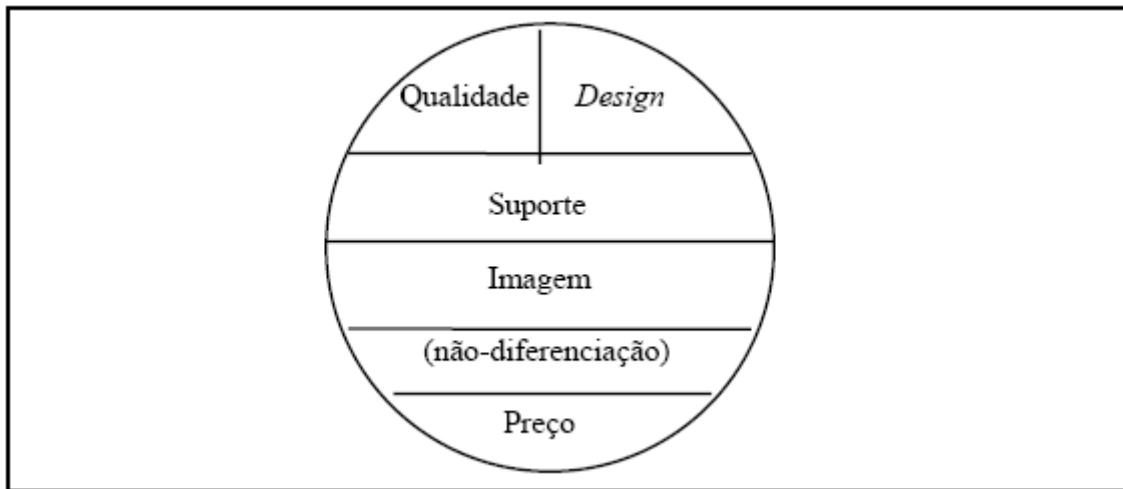 Qualidade Design
Suporte
Imagem
(não-diferenciação)
Preço